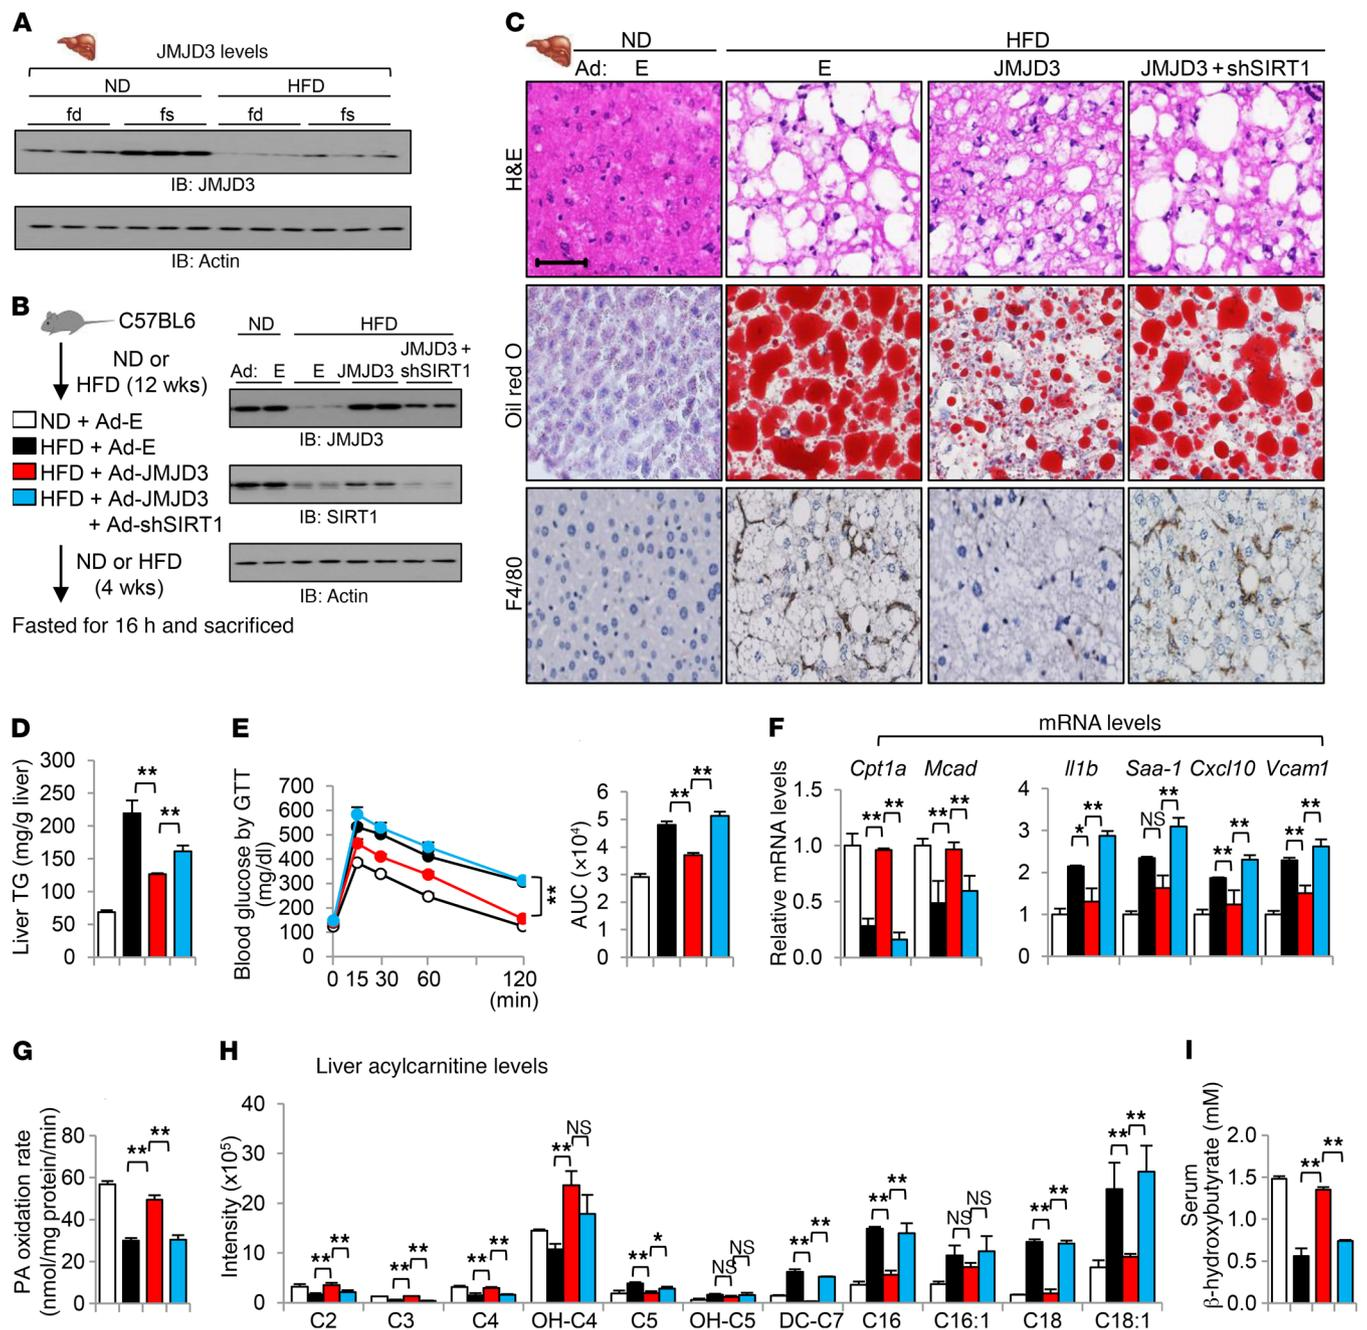 A
JMJD3 levels
ND HFD
fd fs fd fs
IB: JMJD3
IB: Actin
B
C57BL6
ND or
HFD (12 wks)
ND + Ad-E
HFD + Ad-E
HFD + Ad-JMJD3
HFD + Ad-JMJD3
+ Ad-shSIRT1
ND or HFD
(4 wks)
Fasted for 16 h and sacrificed
ND HFD
JMJD3 +
Ad: E E JMJD3 shSIRT1
IB: JMJD3
IB: SIRT1
IB: Actin
C
ND HFD
Ad: E E JMJD3 JMJD3 + shSIRT1
H&E
Oil red O
F4/80
D
Liver TG (mg/g liver)
300
250
200
150
100
50
0
** **
E
Blood glucose by GTT
(mg/dl)
700
600
500
400
300
200
100
0
0 15 30 60 120
(min)
**
AUC (×10⁴)
6
5
4
3
2
1
0
** **
F
mRNA levels
Relative mRNA levels
Cpt1a Mcad
1.5
1.0
0.5
0.0
** ** ** **
Il1b Saa-1 Cxcl10 Vcam1
4
3
2
1
0
* ** NS ** ** ** ** **
G
PA oxidation rate
(nmol/mg protein/min)
80
60
40
20
0
** **
H
Liver acylcarnitine levels
Intensity (x10⁵)
40
30
20
10
0
** ** ** ** ** ** ** NS ** * NS NS ** ** ** ** NS NS ** ** ** **
C2 C3 C4 OH-C4 C5 OH-C5 DC-C7 C16 C16:1 C18 C18:1
I
Serum
β-hydroxybutyrate (mM)
2.0
1.5
1.0
0.5
0.0
** **